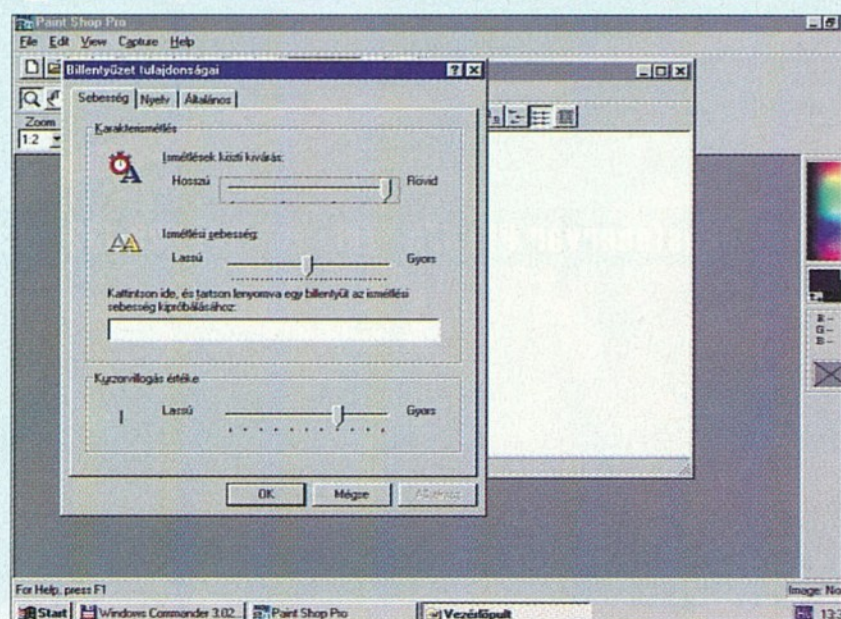 Paint Shop Pro
File Edit View Capture Help
Billentyűzet tulajdonságai
Sebesség Nyelv Általános
Zoom
1:2
Karakterismétlés
Ismétlések közti kivárás:
Hosszú Rövid
Ismétlési sebesség:
Lassú Gyors
Kattintson ide, és tartson lenyomva egy billentyűt az ismétlési
sebesség kipróbálásához:
Kurzorvillogás értéke
Lassú Gyors
OK Mégse
R -
G -
B -
For Help, press F1
Image: No
Start Windows Commander 3.02 Paint Shop Pro Vezérlőpult